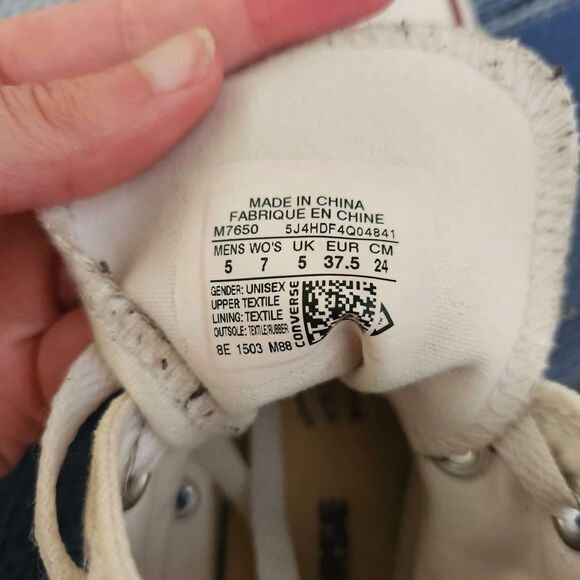 MADE IN CHINA
FABRIQUE EN CHINE
M7650 5J4HDF4Q04841
MENS WO'S UK EUR CM
5 7 5 37.5 24
GENDER: UNISEX
UPPER TEXTILE
LINING: TEXTILE
OUTSOLE: TEXTILE/RUBBER
8E 1503 M88
CONVERSE